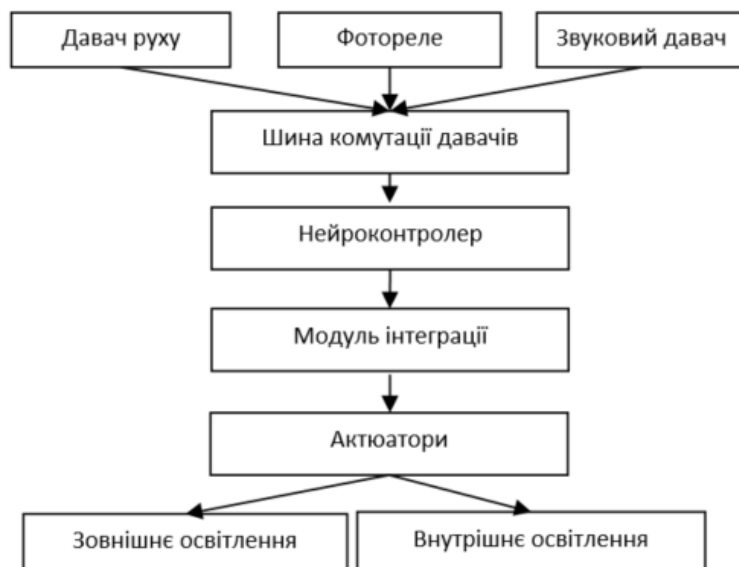 Давач руху
Фотореле
Звуковий давач
Шина комутації давачів
Нейроконтролер
Модуль інтеграції
Актюатори
Зовнішнє освітлення
Внутрішнє освітлення